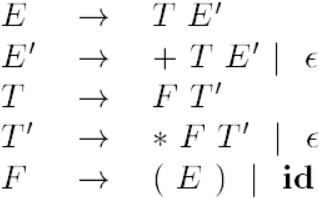 E → T E′
E′ → + T E′ | ϵ
T → F T′
T′ → * F T′ | ϵ
F → ( E ) | id